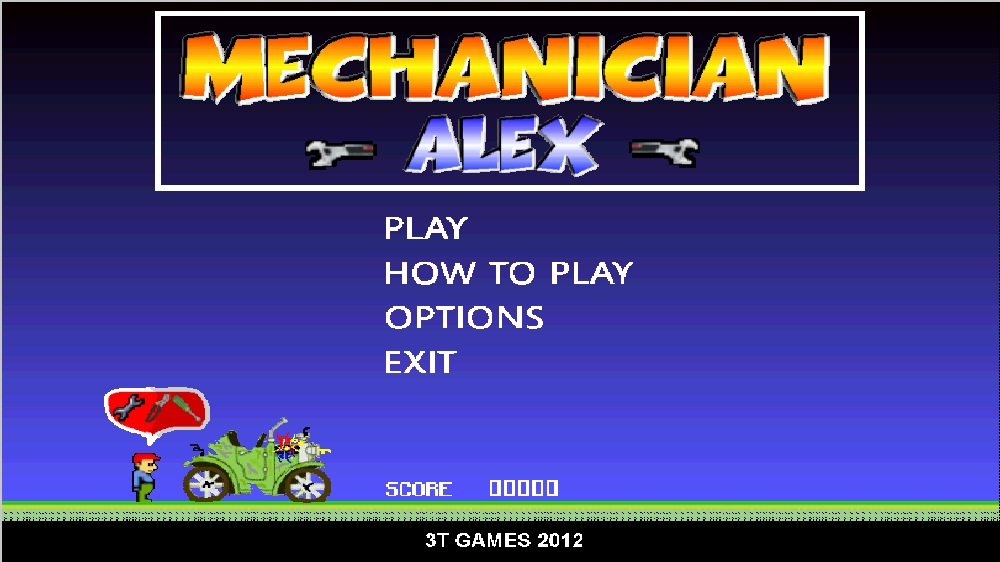 MECHANICIAN
ALEX
PLAY
HOW TO PLAY
OPTIONS
EXIT
SCORE 00000
3T GAMES 2012